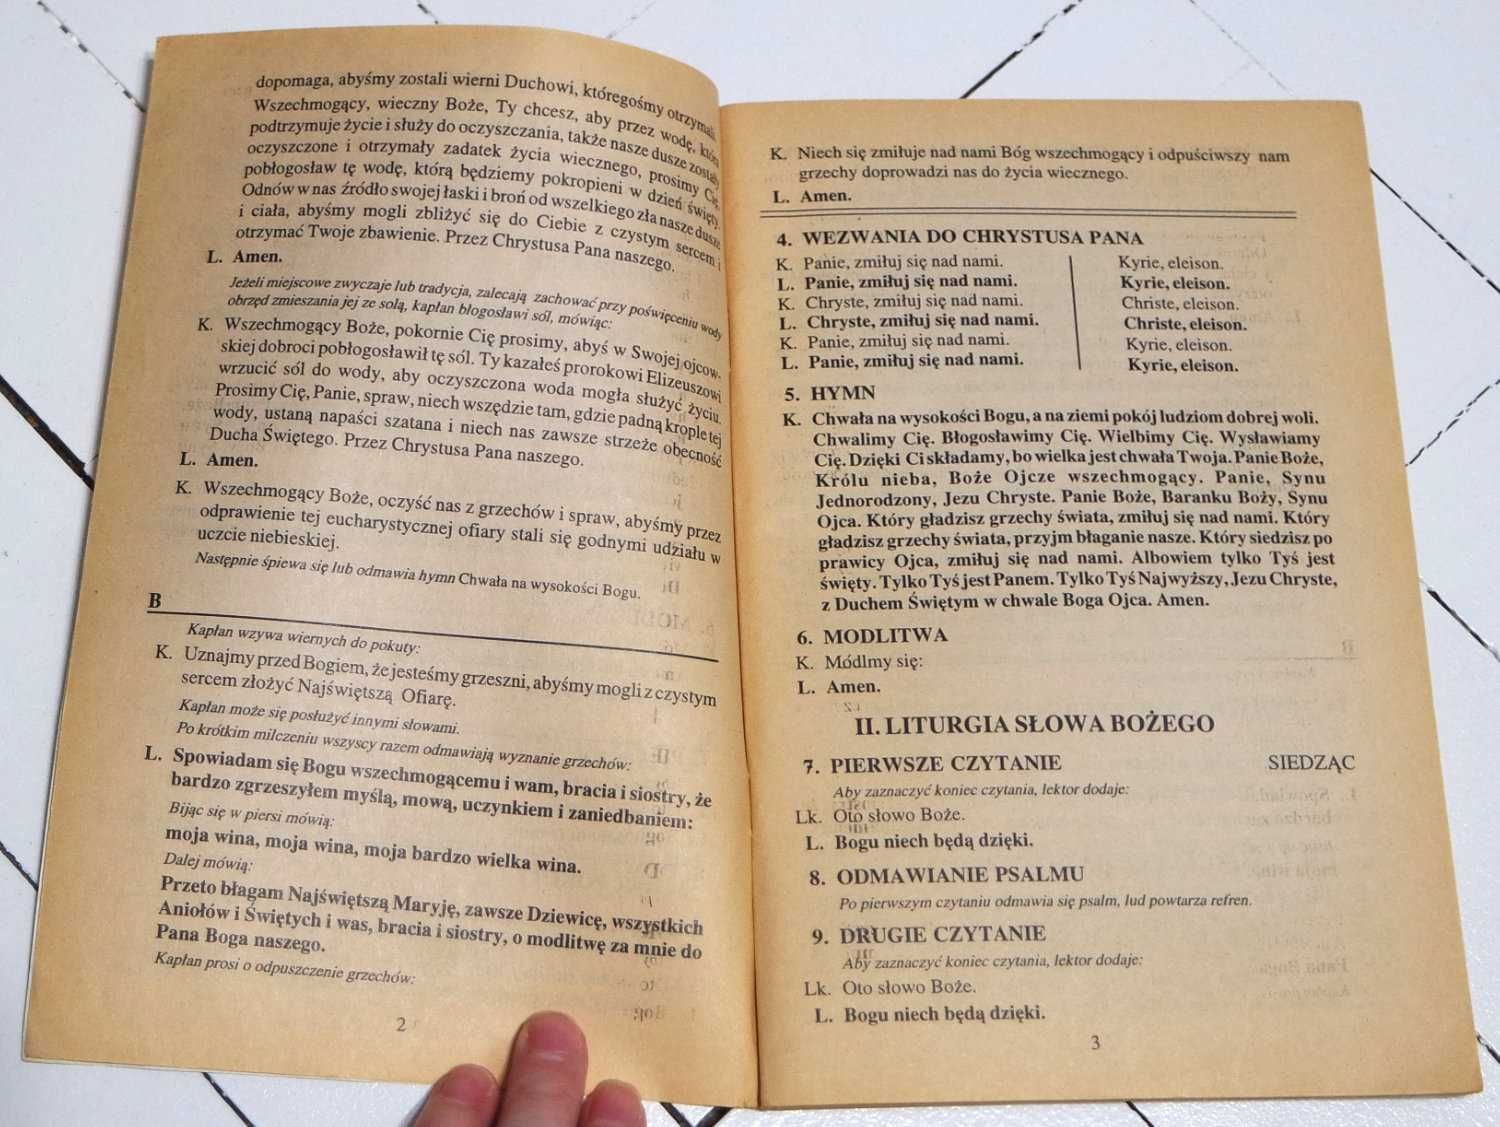 dopomaga, abyśmy zostali wierni Duchowi, któregośmy otrzymali.
Wszechmogący, wieczny Boże, Ty chcesz, aby przez wodę, która
podtrzymuje życie i służy do oczyszczania, także nasze dusze zostały
oczyszczone i otrzymały zadatek życia wiecznego, prosimy Cię,
pobłogosław tę wodę, którą będziemy pokropieni w dzień święty.
Odnów w nas źródło swojej łaski i broń od wszelkiego zła nasze dusze
i ciała, abyśmy mogli zbliżyć się do Ciebie z czystym sercem i
otrzymać Twoje zbawienie. Przez Chrystusa Pana naszego.
L. Amen.
Jeżeli miejscowe zwyczaje lub tradycja, zalecają zachować przy poświęceniu wody
obrzęd zmieszania jej ze solą, kapłan błogosławi sól, mówiąc:
K. Wszechmogący Boże, pokornie Cię prosimy, abyś w Swojej ojcow-
skiej dobroci pobłogosławił tę sól. Ty kazałeś prorokowi Elizeuszowi
wrzucić sól do wody, aby oczyszczona woda mogła służyć życiu.
Prosimy Cię, Panie, spraw, niech wszędzie tam, gdzie padną krople tej
wody, ustaną napaści szatana i niech nas zawsze strzeże obecność
Ducha Świętego. Przez Chrystusa Pana naszego.
L. Amen.
K. Wszechmogący Boże, oczyść nas z grzechów i spraw, abyśmy przez
odprawienie tej eucharystycznej ofiary stali się godnymi udziału w
uczcie niebieskiej.
Następnie śpiewa się lub odmawia hymn Chwała na wysokości Bogu.
B
Kapłan wzywa wiernych do pokuty:
K. Uznajmy przed Bogiem, że jesteśmy grzeszni, abyśmy mogli z czystym
sercem złożyć Najświętszą Ofiarę.
Kapłan może się posłużyć innymi słowami.
Po krótkim milczeniu wszyscy razem odmawiają wyznanie grzechów:
L. Spowiadam się Bogu wszechmogącemu i wam, bracia i siostry, że
bardzo zgrzeszyłem myślą, mową, uczynkiem i zaniedbaniem:
Bijąc się w piersi mówią:
moja wina, moja wina, moja bardzo wielka wina.
Dalej mówią:
Przeto błagam Najświętszą Maryję, zawsze Dziewicę, wszystkich
Aniołów i Świętych i was, bracia i siostry, o modlitwę za mnie do
Pana Boga naszego.
Kapłan prosi o odpuszczenie grzechów:
2
K. Niech się zmiłuje nad nami Bóg wszechmogący i odpuściwszy nam
grzechy doprowadzi nas do życia wiecznego.
L. Amen.
4. WEZWANIA DO CHRYSTUSA PANA
K. Panie, zmiłuj się nad nami. Kyrie, eleison.
L. Panie, zmiłuj się nad nami. Kyrie, eleison.
K. Chryste, zmiłuj się nad nami. Christe, eleison.
L. Chryste, zmiłuj się nad nami. Christe, eleison.
K. Panie, zmiłuj się nad nami. Kyrie, eleison.
L. Panie, zmiłuj się nad nami. Kyrie, eleison.
5. HYMN
K. Chwała na wysokości Bogu, a na ziemi pokój ludziom dobrej woli.
Chwalimy Cię. Błogosławimy Cię. Wielbimy Cię. Wysławiamy
Cię. Dzięki Ci składamy, bo wielka jest chwała Twoja. Panie Boże,
Królu nieba, Boże Ojcze wszechmogący. Panie, Synu
Jednorodzony, Jezu Chryste. Panie Boże, Baranku Boży, Synu
Ojca. Który gładzisz grzechy świata, zmiłuj się nad nami. Który
gładzisz grzechy świata, przyjm błaganie nasze. Który siedzisz po
prawicy Ojca, zmiłuj się nad nami. Albowiem tylko Tyś jest
święty. Tylko Tyś jest Panem. Tylko Tyś Najwyższy, Jezu Chryste,
z Duchem Świętym w chwale Boga Ojca. Amen.
6. MODLITWA
K. Módlmy się:
L. Amen.
II. LITURGIA SŁOWA BOŻEGO
7. PIERWSZE CZYTANIE SIEDZĄC
Aby zaznaczyć koniec czytania, lektor dodaje:
Lk. Oto słowo Boże.
L. Bogu niech będą dzięki.
8. ODMAWIANIE PSALMU
Po pierwszym czytaniu odmawia się psalm, lud powtarza refren.
9. DRUGIE CZYTANIE
Aby zaznaczyć koniec czytania, lektor dodaje:
Lk. Oto słowo Boże.
L. Bogu niech będą dzięki.
3